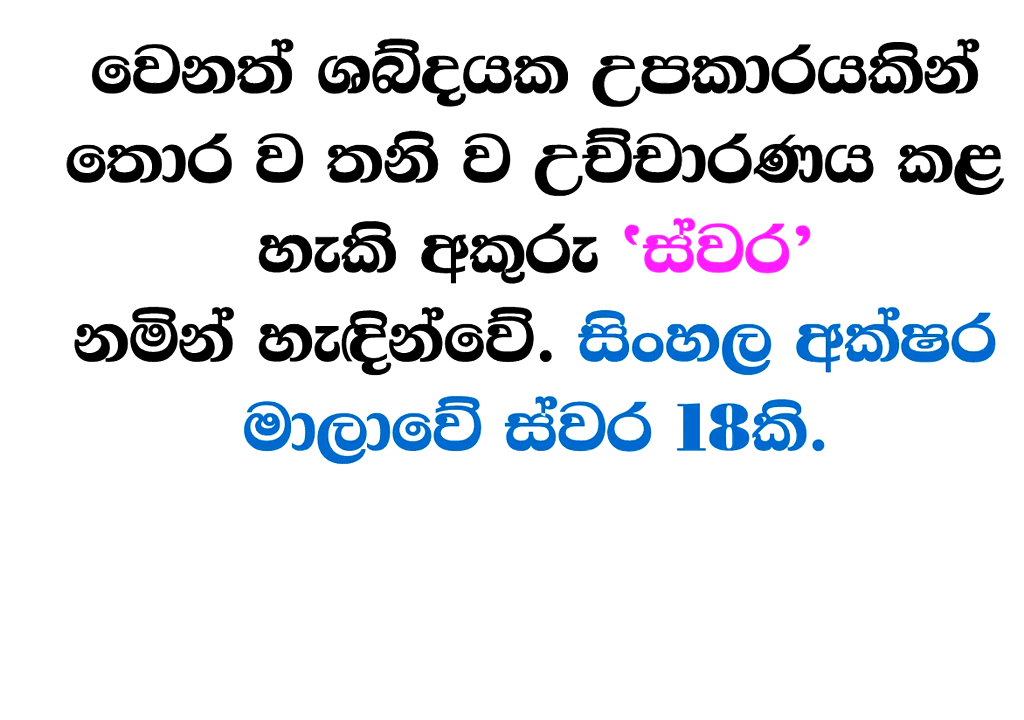 වෙනත් ශබ්දයක උපකාරයකින්
තොර ව තනි ව උච්චාරණය කළ
හැකි අකුරු ‛ස්වර’
නමින් හැඳින්වේ. සිංහල අක්ෂර
මාලාවේ ස්වර 18කි.